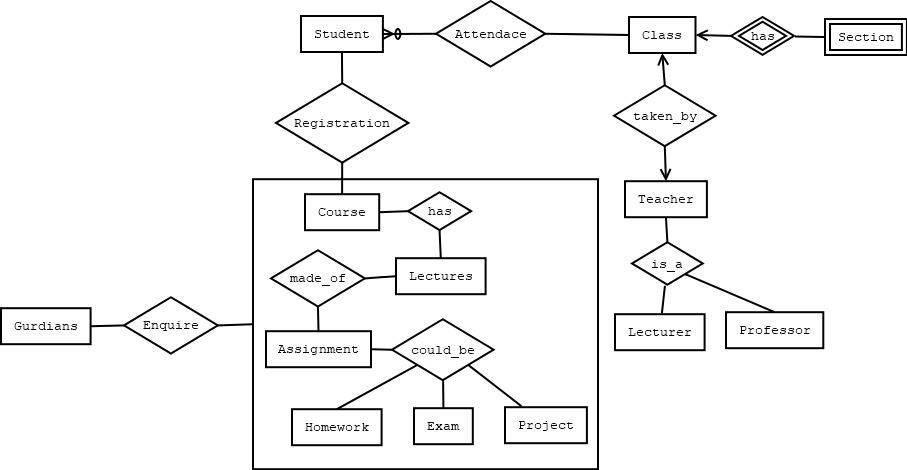 Student
Attendace
Class
has
Section
Registration
taken_by
Course
has
Teacher
made_of
Lectures
is_a
Gurdians
Enquire
Assignment
could_be
Lecturer
Professor
Homework
Exam
Project